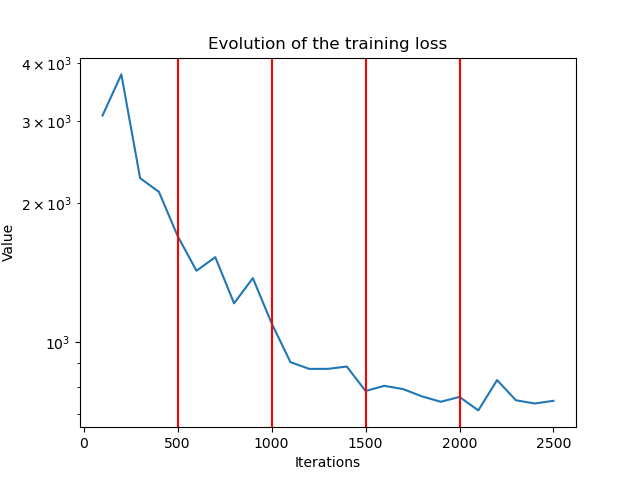 Evolution of the training loss
Value
4 × 10³
3 × 10³
2 × 10³
10³
0 500 1000 1500 2000 2500
Iterations